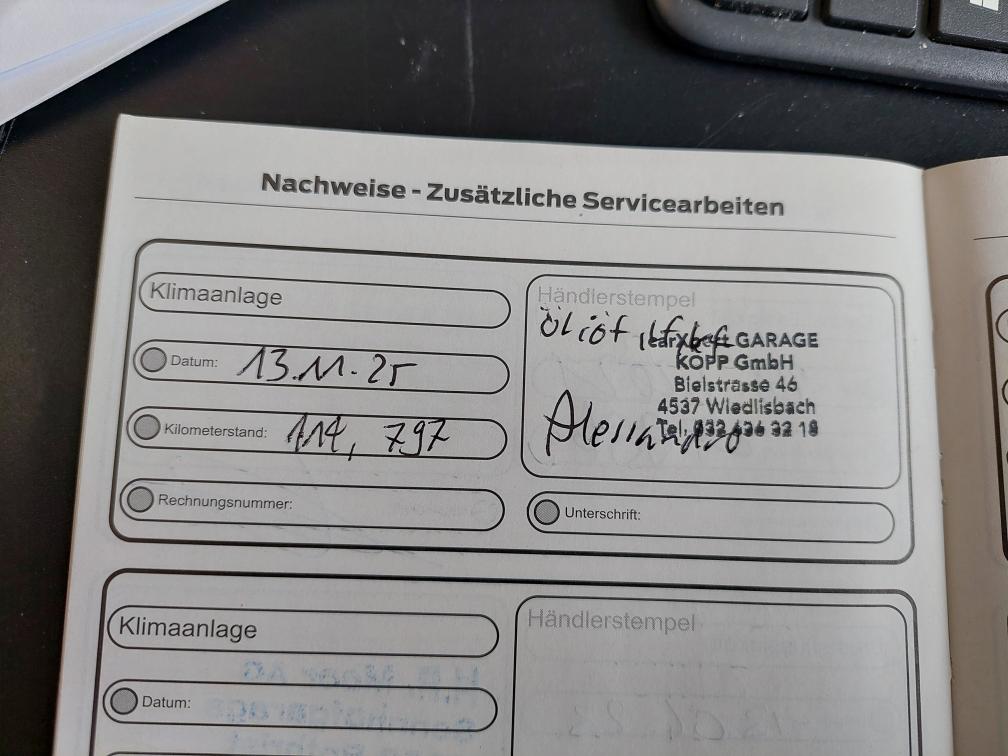 Nachweise - Zusätzliche Servicearbeiten
Klimaanlage
Datum: 13.11.25
Kilometerstand: 114, 797
Rechnungsnummer:
Händlerstempel
GARAGE
KOPP GmbH
Bielstrasse 46
4537 Wiedlisbach
Tel. 032 636 32 18
Alessandro
Unterschrift:
Klimaanlage
Datum:
Händlerstempel